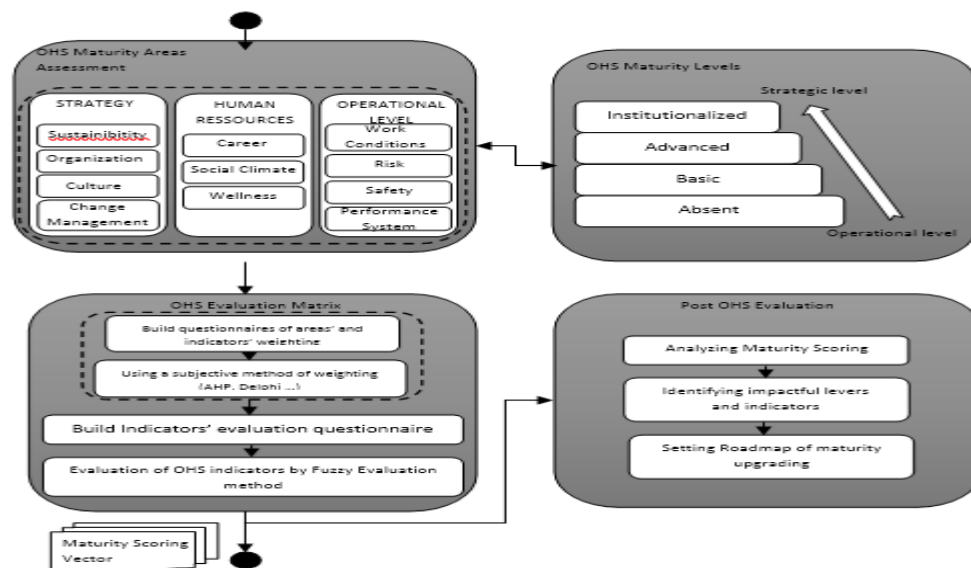 OHS Maturity Areas
Assessment
STRATEGY
Sustainibitity
Organization
Culture
Change
Management
HUMAN
RESSOURCES
Career
Social Climate
Wellness
OPERATIONAL
LEVEL
Work
Conditions
Risk
Safety
Performance
System
OHS Maturity Levels
Strategic level
Institutionalized
Advanced
Basic
Absent
Operational level
OHS Evaluation Matrix
Build questionnaires of areas' and
indicators' weighting
Using a subjective method of weighting
(AHP, Delphi ...)
Build Indicators' evaluation questionnaire
Evaluation of OHS indicators by Fuzzy Evaluation
method
Maturity Scoring
Vector
Post OHS Evaluation
Analyzing Maturity Scoring
Identifying impactful levers
and indicators
Setting Roadmap of maturity
upgrading